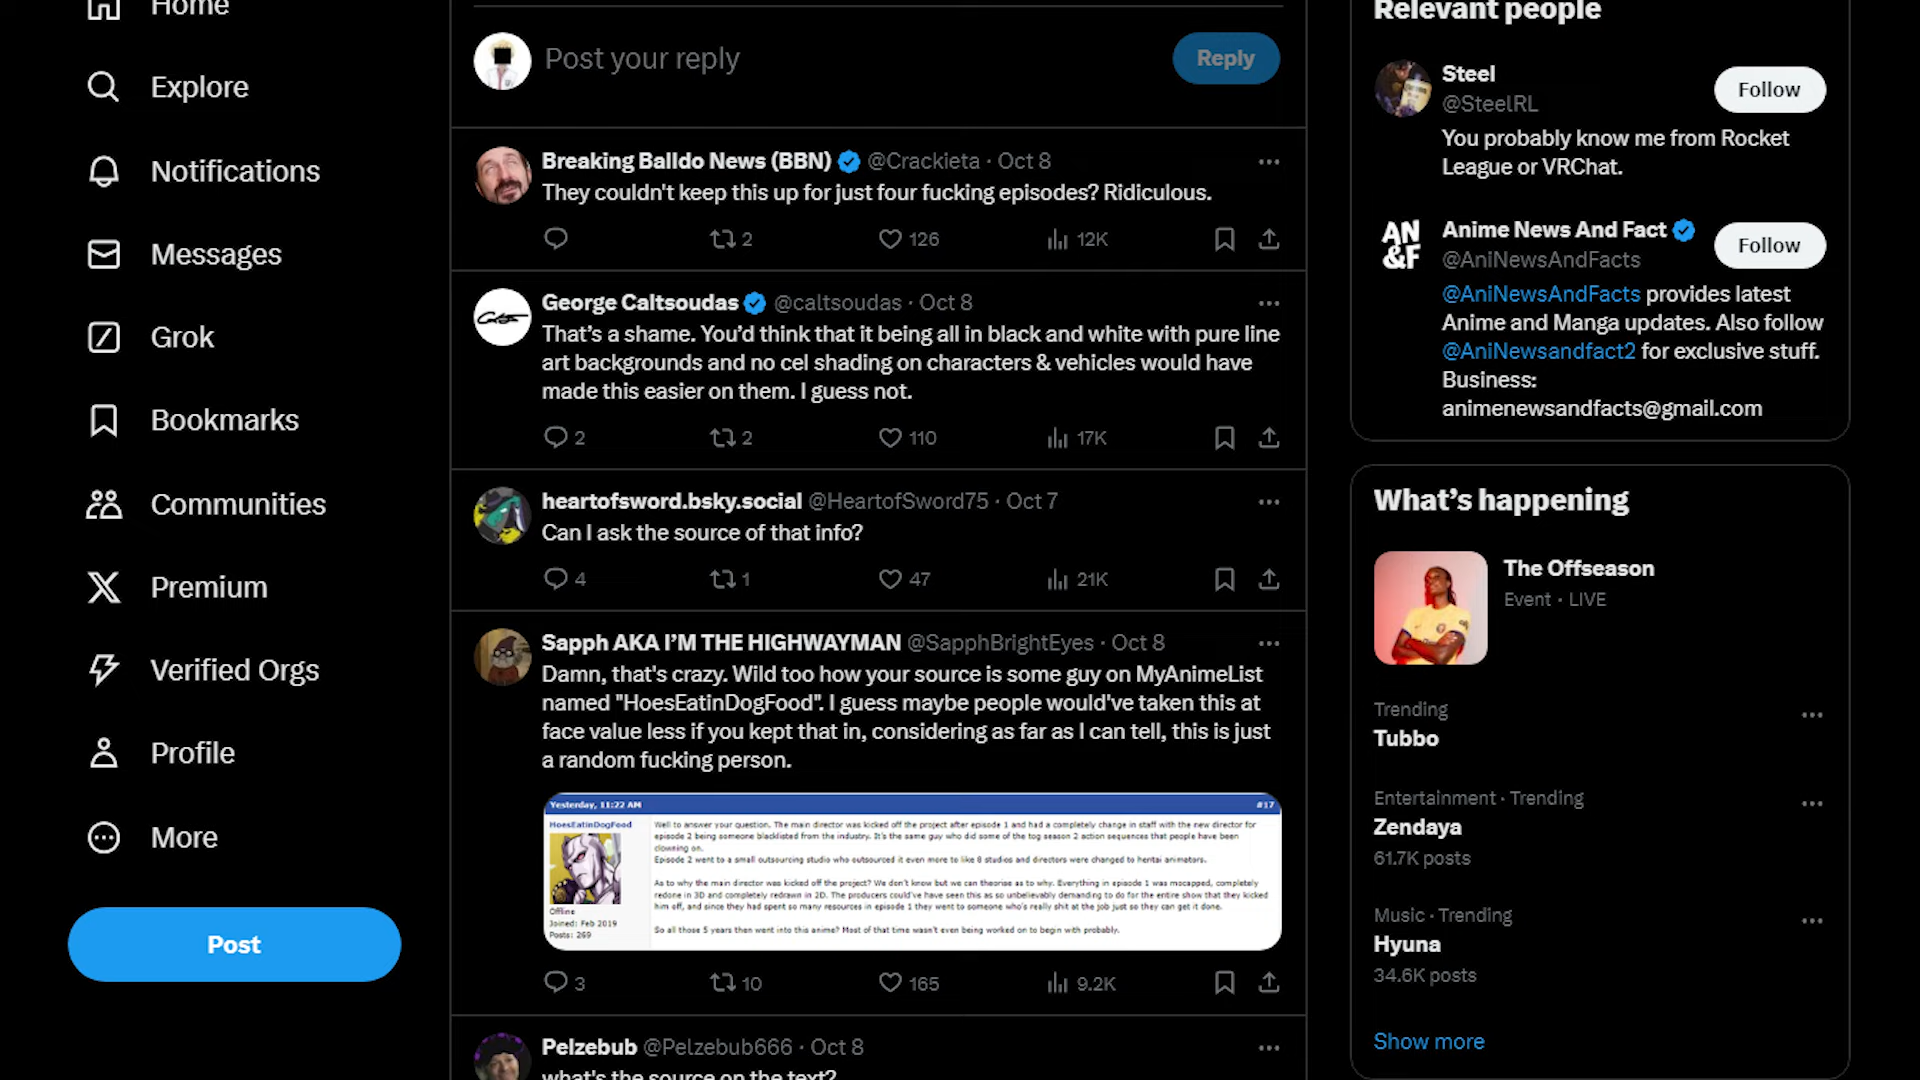 Home
Explore
Notifications
Messages
Grok
Bookmarks
Communities
Premium
Verified Orgs
Profile
More
Post
Post your reply
Reply
Breaking Balldo News (BBN) @Crackieta · Oct 8
They couldn't keep this up for just four fucking episodes? Ridiculous.
2 126 12K
George Caltsoudas @caltsoudas · Oct 8
That’s a shame. You’d think that it being all in black and white with pure line
art backgrounds and no cel shading on characters & vehicles would have
made this easier on them. I guess not.
2 2 110 17K
heartofsword.bsky.social @HeartofSword75 · Oct 7
Can I ask the source of that info?
4 1 47 21K
Sapph AKA I’M THE HIGHWAYMAN @SapphBrightEyes · Oct 8
Damn, that's crazy. Wild too how your source is some guy on MyAnimeList
named "HoesEatinDogFood". I guess maybe people would've taken this at
face value less if you kept that in, considering as far as I can tell, this is just
a random fucking person.
Yesterday, 11:22 AM #17
HoesEatinDogFood
Offline
Joined: Feb 2019
Posts: 269
Well to answer your question. The main director was kicked off the project after episode 1 and had a completely change in staff with the new director for
episode 2 being someone blacklisted from the industry. It's the same guy who did some of the tog season 2 action sequences that people have been
clowning on.
Episode 2 went to a small outsourcing studio who outsourced it even more to like 8 studios and directors were changed to hentai animators.
As to why the main director was kicked off the project? We don't know but we can theorise as to why. Everything in episode 1 was mocapped, completely
redone in 3D and completely redrawn in 2D. The producers could've have seen this as so unbelievably demanding to do for the entire show that they kicked
him off, and since they had spent so many resources in episode 1 they went to someone who's really shit at the job just so they can get it done.
So all those 5 years then went into this anime? Most of that time wasn't even being worked on to begin with probably.
3 10 165 9.2K
Pelzebub @Pelzebub666 · Oct 8
what's the source on the text?
Relevant people
Steel
@SteelRL
Follow
You probably know me from Rocket
League or VRChat.
AN
&F
Anime News And Fact
@AniNewsAndFacts
Follow
@AniNewsAndFacts provides latest
Anime and Manga updates. Also follow
@AniNewsandfact2 for exclusive stuff.
Business:
animenewsandfacts@gmail.com
What’s happening
The Offseason
Event · LIVE
Trending
Tubbo
Entertainment · Trending
Zendaya
61.7K posts
Music · Trending
Hyuna
34.6K posts
Show more